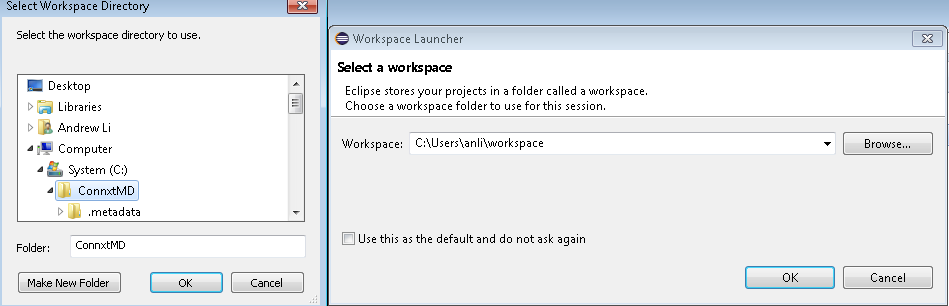 Select Workspace Directory
Select the workspace directory to use.
Desktop
Libraries
Andrew Li
Computer
System (C:)
ConnxtMD
.metadata
Folder: ConnxtMD
Make New Folder OK Cancel
Workspace Launcher
Select a workspace
Eclipse stores your projects in a folder called a workspace.
Choose a workspace folder to use for this session.
Workspace: C:\Users\anli\workspace Browse...
Use this as the default and do not ask again
OK Cancel